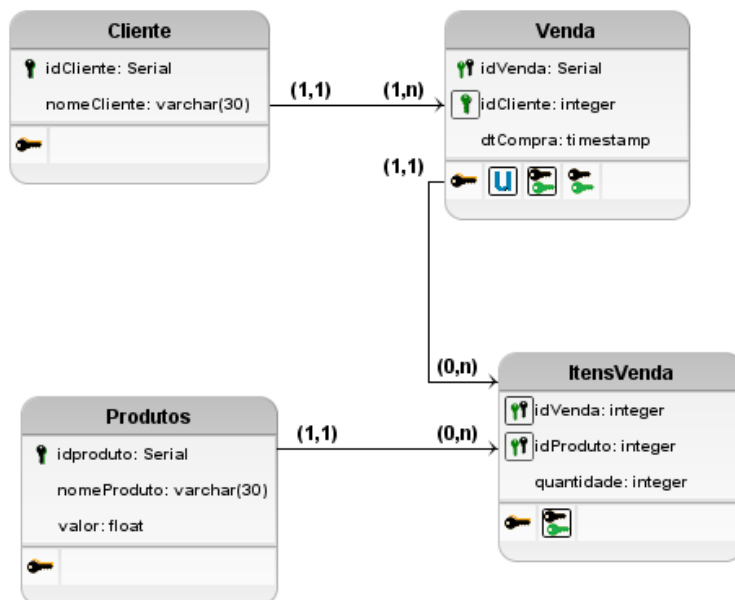 Cliente
idCliente: Serial
nomeCliente: varchar(30)
(1,1)
(1,n)
Venda
idVenda: Serial
idCliente: integer
dtCompra: timestamp
U
(1,1)
(0,n)
ItensVenda
idVenda: integer
idProduto: integer
quantidade: integer
Produtos
idproduto: Serial
nomeProduto: varchar(30)
valor: float
(1,1)
(0,n)